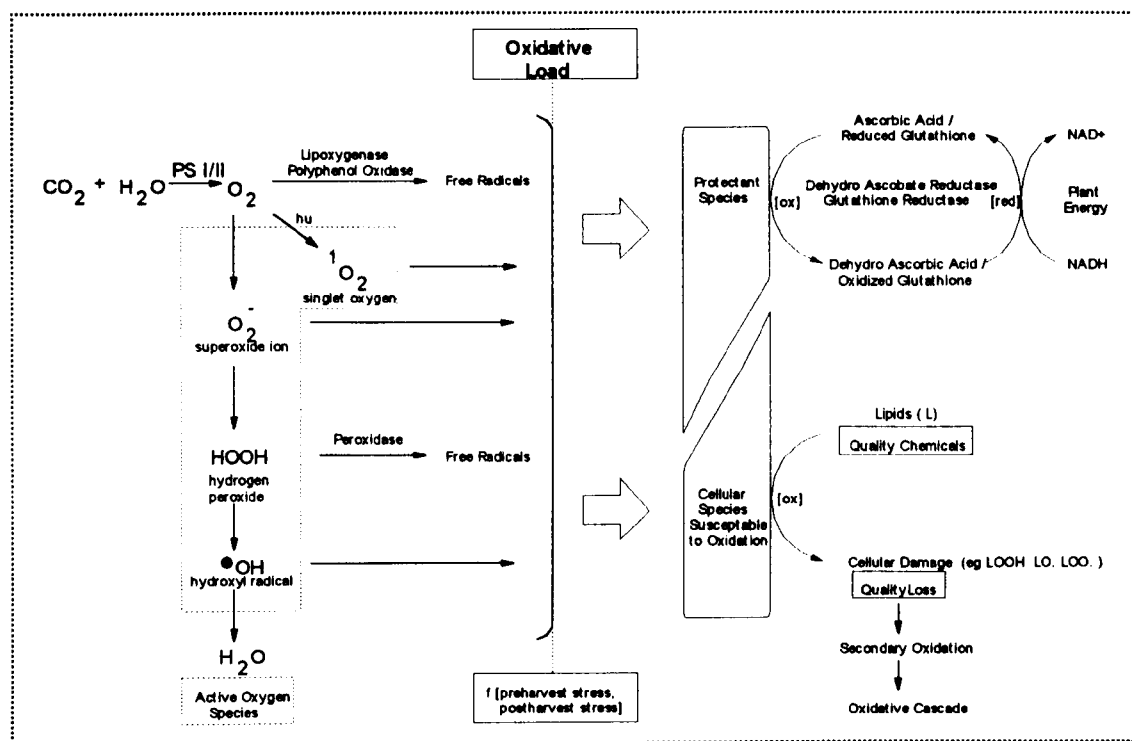 Oxidative
Load
CO2 + H2O
PS I/II
O2
Lipoxygenase
Polyphenol Oxidase
Free Radicals
hu
1O2
singlet oxygen
O2-
superoxide ion
HOOH
hydrogen
peroxide
Peroxidase
Free Radicals
●OH
hydroxyl radical
H2O
Active Oxygen
Species
f [preharvest stress,
postharvest stress]
Protectant
Species
[ox]
Ascorbic Acid /
Reduced Glutathione
Dehydro Ascobate Reductase
Glutathione Reductase
[red]
Dehydro Ascorbic Acid /
Oxidized Glutathione
NAD+
Plant
Energy
NADH
Cellular
Species
Susceptable
to Oxidation
[ox]
Lipids ( L)
Quality Chemicals
Cellular Damage (eg LOOH LO. LOO. )
Quality Loss
Secondary Oxidation
Oxidative Cascade